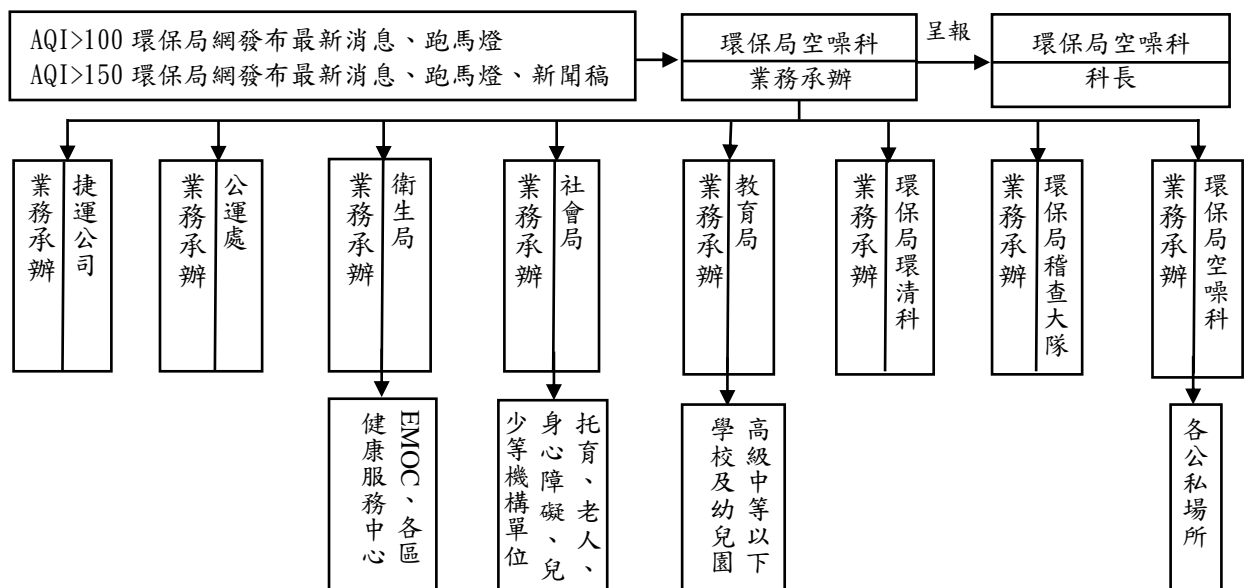 AQI>100 環保局網發布最新消息、跑馬燈
AQI>150 環保局網發布最新消息、跑馬燈、新聞稿
環保局空噪科
業務承辦
呈報
環保局空噪科
科長
捷運公司
業務承辦
公運處
業務承辦
衛生局
業務承辦
社會局
業務承辦
教育局
業務承辦
環保局環清科
業務承辦
環保局稽查大隊
業務承辦
環保局空噪科
業務承辦
EMOC、各區
健康服務中心
托育、老人、
身心障礙、兒
少等機構單位
高級中等以下
學校及幼兒園
各公私場所